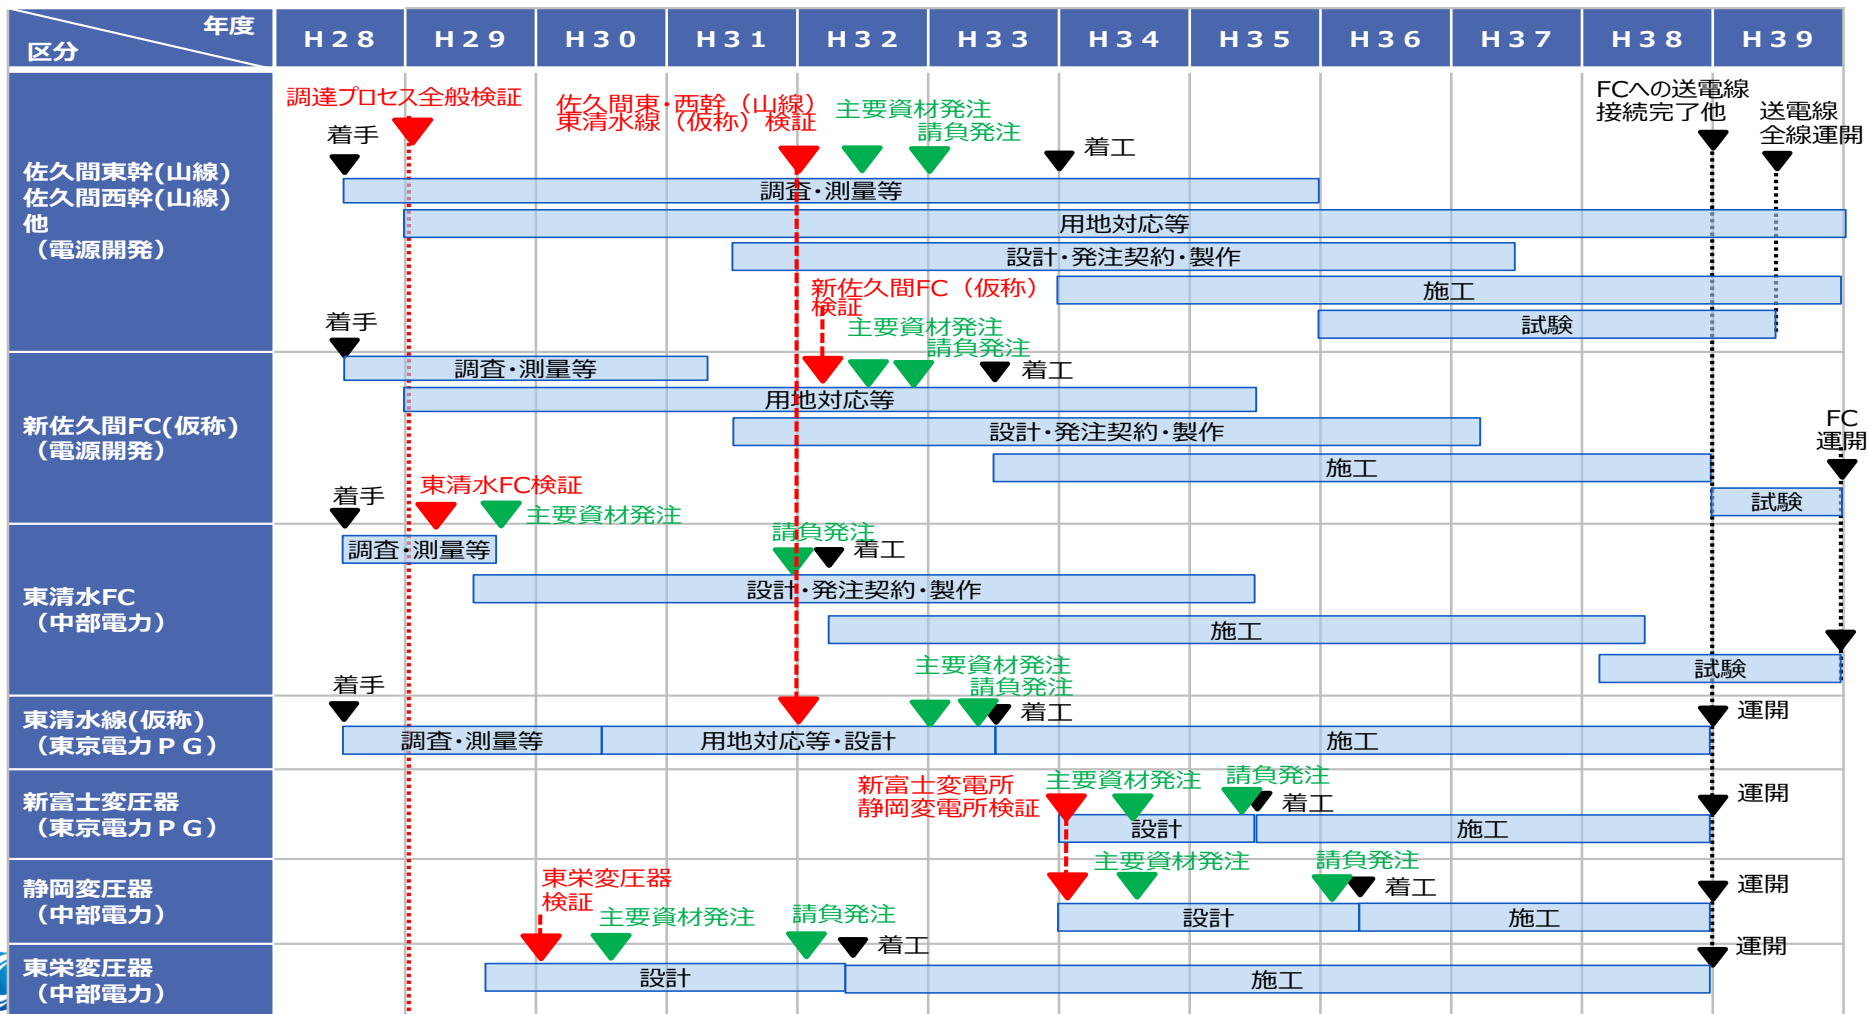 年度
区分
H28 H29 H30 H31 H32 H33 H34 H35 H36 H37 H38 H39
佐久間東幹(山線)
佐久間西幹(山線)
他
（電源開発）
調達プロセス全般検証
着手
佐久間東・西幹（山線）
東清水線（仮称）検証
主要資材発注
請負発注
着工
FCへの送電線
接続完了他
送電線
全線運開
調査・測量等
用地対応等
設計・発注契約・製作
施工
試験
新佐久間FC(仮称)
（電源開発）
着手
新佐久間FC（仮称）
検証
主要資材発注
請負発注
着工
調査・測量等
用地対応等
設計・発注契約・製作
施工
試験
FC
運開
東清水FC
（中部電力）
着手
東清水FC検証
主要資材発注
請負発注
着工
調査・測量等
設計・発注契約・製作
施工
試験
東清水線(仮称)
（東京電力ＰＧ）
着手
主要資材発注
請負発注
着工
運開
調査・測量等
用地対応等・設計
施工
新富士変圧器
（東京電力ＰＧ）
新富士変電所
静岡変電所検証
主要資材発注
請負発注
着工
運開
設計
施工
静岡変圧器
（中部電力）
主要資材発注
請負発注
着工
運開
設計
施工
東栄変圧器
（中部電力）
東栄変圧器
検証
主要資材発注
請負発注
着工
運開
設計
施工